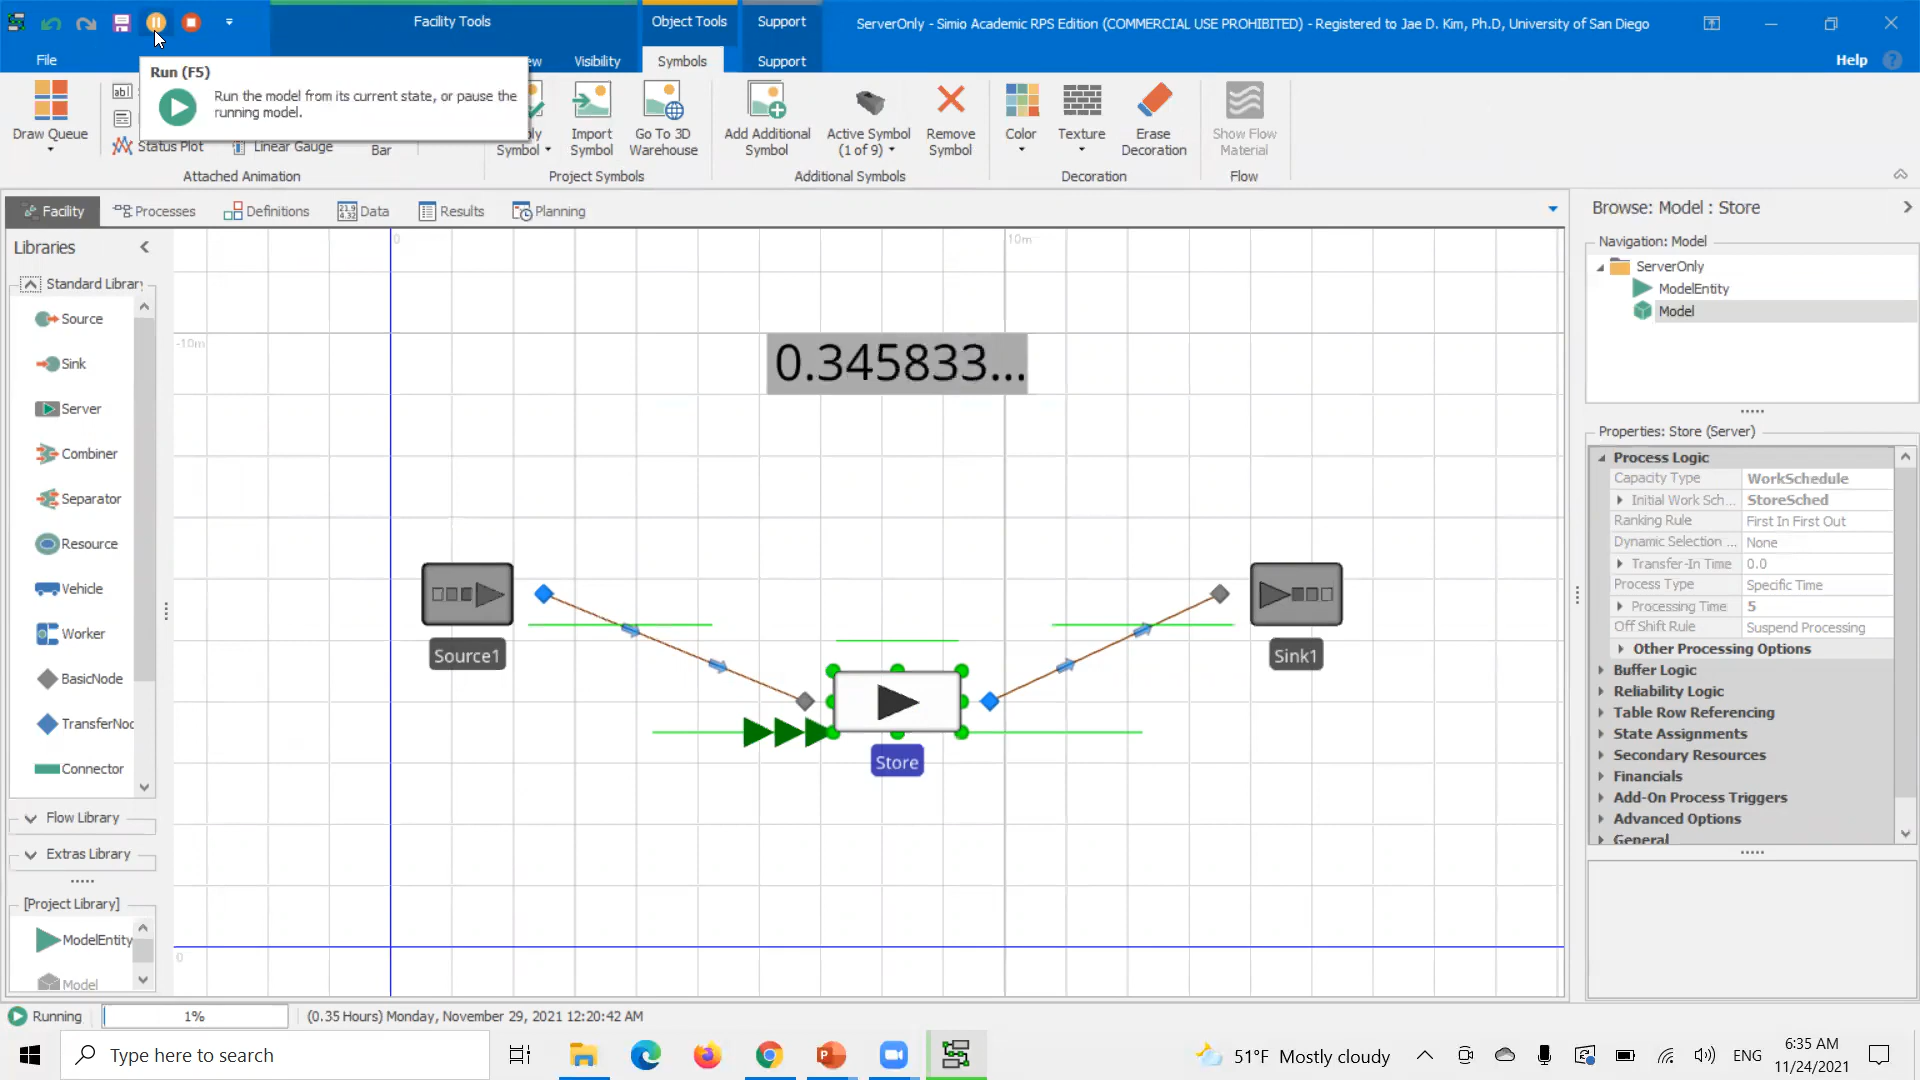 Facility Tools
Object Tools
Support
ServerOnly - Simio Academic RPS Edition (COMMERCIAL USE PROHIBITED) - Registered to Jae D. Kim, Ph.D, University of San Diego
File
Visibility
Symbols
Support
Help
Run (F5)
Run the model from its current state, or pause the
running model.
Draw Queue
Status Plot
Linear Gauge
Bar
Symbol
Import
Symbol
Go To 3D
Warehouse
Add Additional
Symbol
Active Symbol
(1 of 9)
Remove
Symbol
Color
Texture
Erase
Decoration
Show Flow
Material
Attached Animation
Project Symbols
Additional Symbols
Decoration
Flow
Facility
Processes
Definitions
Data
Results
Planning
Libraries
Standard Library
Source
Sink
Server
Combiner
Separator
Resource
Vehicle
Worker
BasicNode
TransferNod
Connector
Flow Library
Extras Library
[Project Library]
ModelEntity
Model
0
10m
-10m
0
0.345833...
Source1
Store
Sink1
Browse: Model : Store
Navigation: Model
ServerOnly
ModelEntity
Model
Properties: Store (Server)
Process Logic
Capacity Type WorkSchedule
Initial Work Sch... StoreSched
Ranking Rule First In First Out
Dynamic Selection ... None
Transfer-In Time 0.0
Process Type Specific Time
Processing Time 5
Off Shift Rule Suspend Processing
Other Processing Options
Buffer Logic
Reliability Logic
Table Row Referencing
State Assignments
Secondary Resources
Financials
Add-On Process Triggers
Advanced Options
General
Running
1%
(0.35 Hours) Monday, November 29, 2021 12:20:42 AM
Type here to search
51°F Mostly cloudy
ENG
6:35 AM
11/24/2021